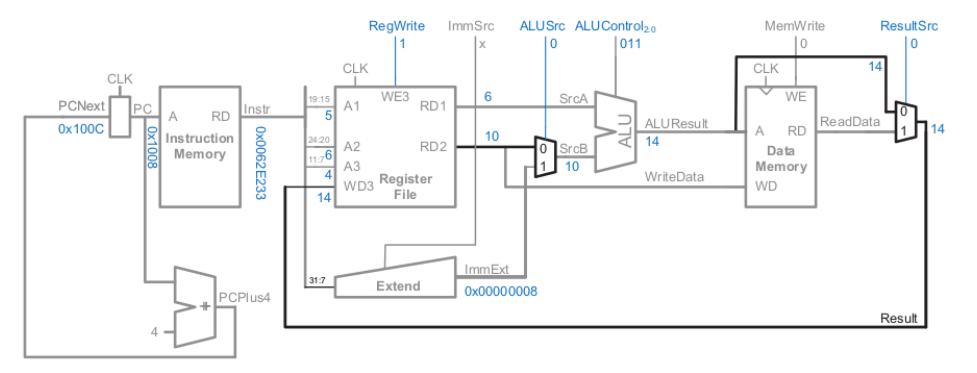 RegWrite ImmSrc ALUSrc ALUControl2:0 MemWrite ResultSrc
1 x 0 011 0 0
CLK CLK CLK
14
PCNext PC Instr
0x100C
A RD
Instruction
Memory
0x1008
0x0062E233
19:15 A1 WE3 RD1 6 SrcA
5
24:20 A2 RD2 10 0 SrcB
6
11:7 A3 1 10
4
WD3 Register
14 File
ALU
ALUResult
14
WE
A RD ReadData
Data
Memory
WriteData WD
0
1 14
31:7 Extend ImmExt
0x00000008
+ PCPlus4
4
Result